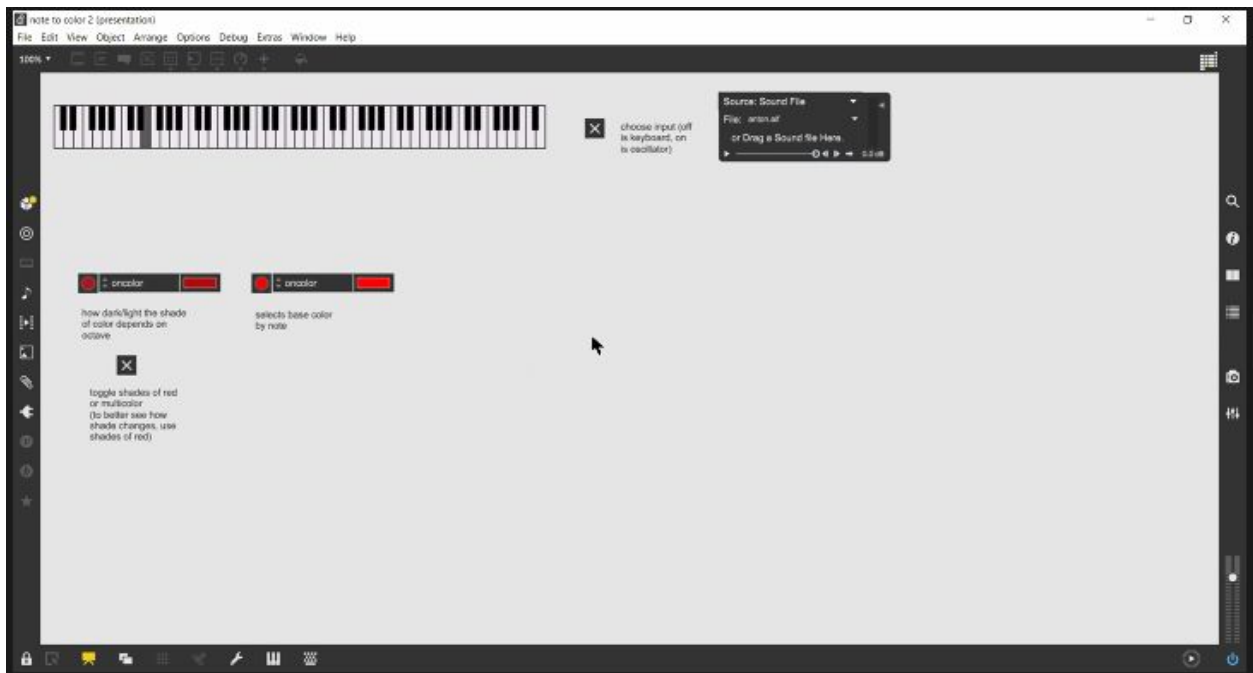 note to color 2 (presentation)
File Edit View Object Arrange Options Debug Extras Window Help
100%
choose input (off
is keyboard, on
is oscillator)
Source: Sound File
File: anton.aif
or Drag a Sound file Here.
0.0 dB
oncolor
oncolor
how dark/light the shade
of color depends on
octave
selects base color
by note
toggle shades of red
or multicolor
(to better see how
shade changes, use
shades of red)